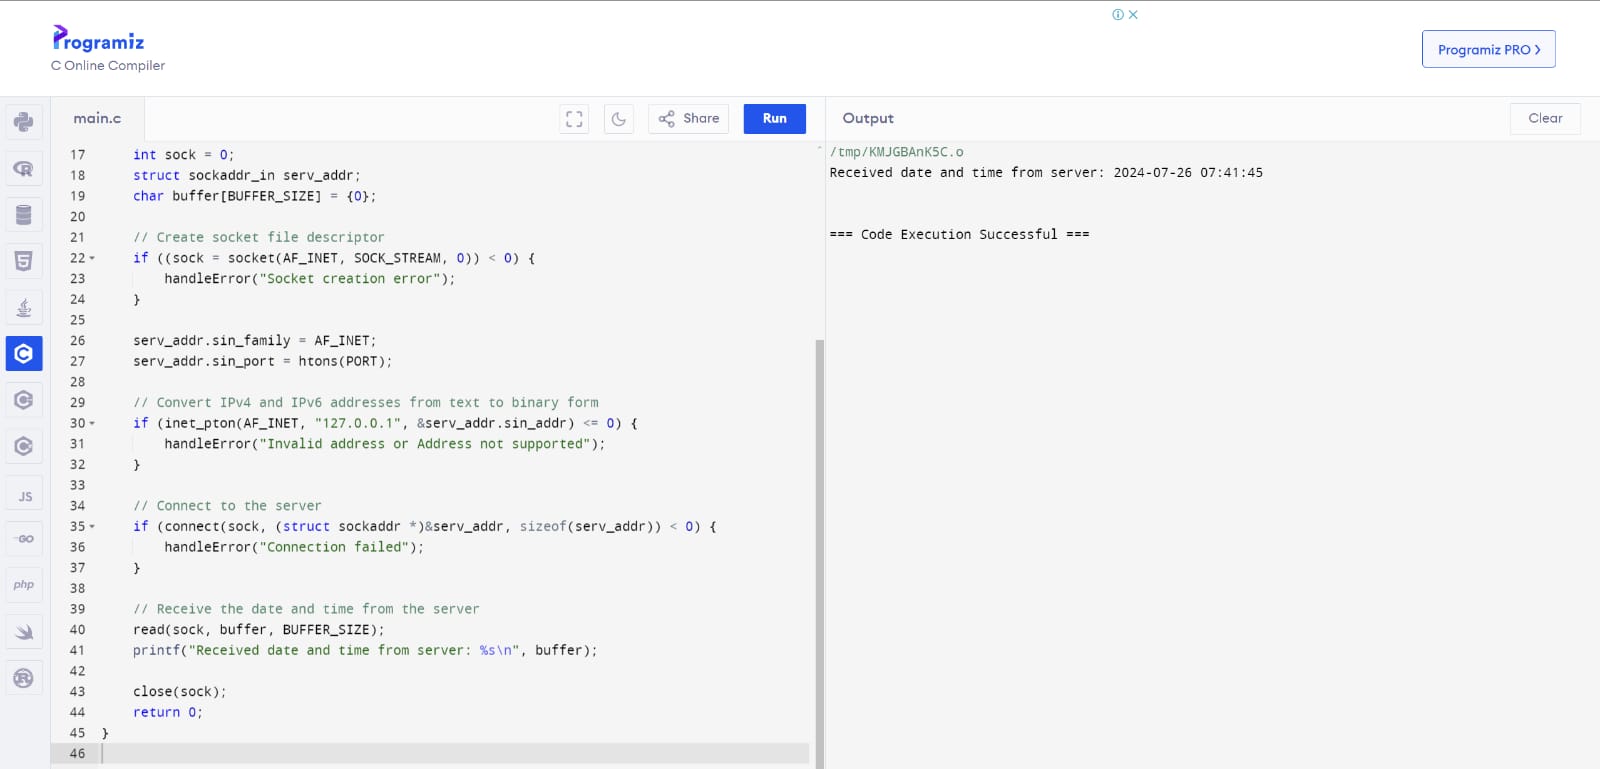 Programiz
C Online Compiler
Programiz PRO >
main.c
Share
Run
Output
Clear
17 int sock = 0;
18 struct sockaddr_in serv_addr;
19 char buffer[BUFFER_SIZE] = {0};
20
21 // Create socket file descriptor
22 if ((sock = socket(AF_INET, SOCK_STREAM, 0)) < 0) {
23 handleError("Socket creation error");
24 }
25
26 serv_addr.sin_family = AF_INET;
27 serv_addr.sin_port = htons(PORT);
28
29 // Convert IPv4 and IPv6 addresses from text to binary form
30 if (inet_pton(AF_INET, "127.0.0.1", &serv_addr.sin_addr) <= 0) {
31 handleError("Invalid address or Address not supported");
32 }
33
34 // Connect to the server
35 if (connect(sock, (struct sockaddr *)&serv_addr, sizeof(serv_addr)) < 0) {
36 handleError("Connection failed");
37 }
38
39 // Receive the date and time from the server
40 read(sock, buffer, BUFFER_SIZE);
41 printf("Received date and time from server: %s\n", buffer);
42
43 close(sock);
44 return 0;
45 }
46
JS
GO
php
/tmp/KMJGBAnK5C.o
Received date and time from server: 2024-07-26 07:41:45
=== Code Execution Successful ===